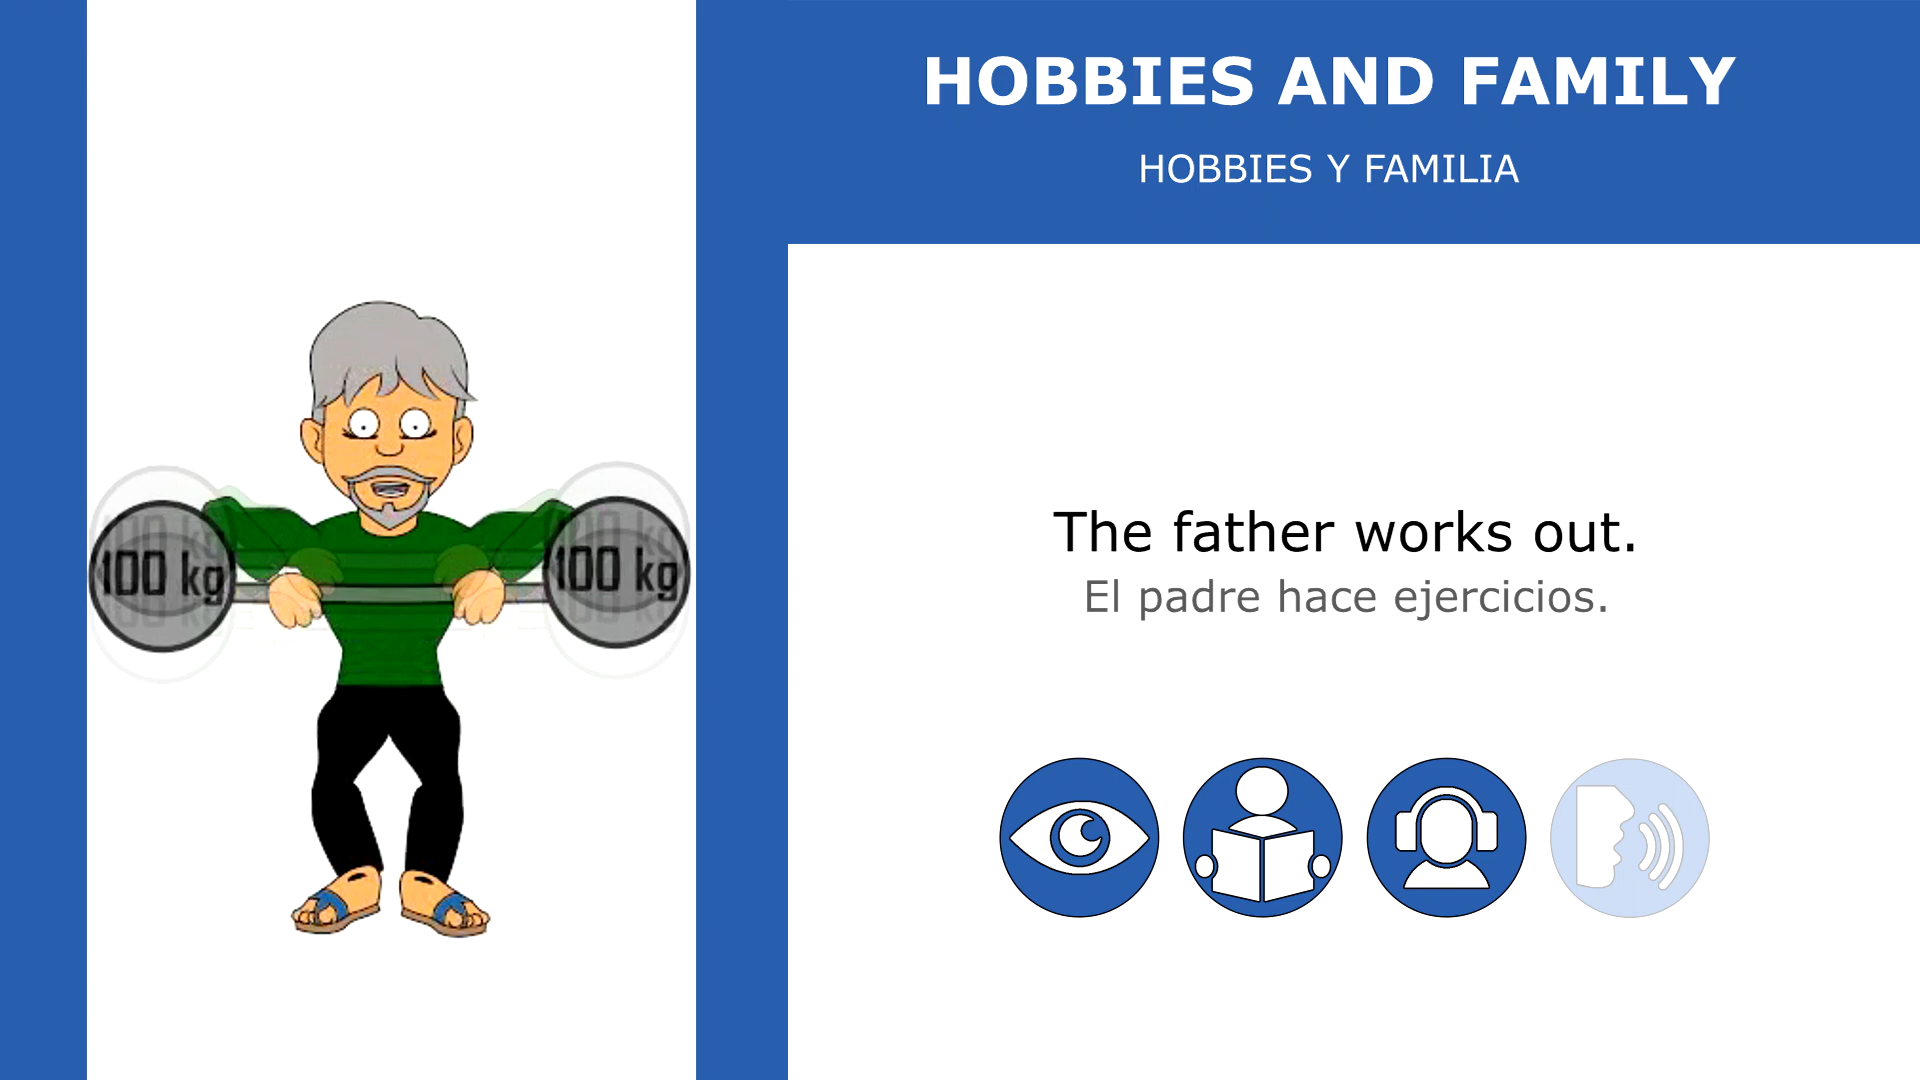 HOBBIES AND FAMILY
HOBBIES Y FAMILIA
100 kg
100 kg
The father works out.
El padre hace ejercicios.